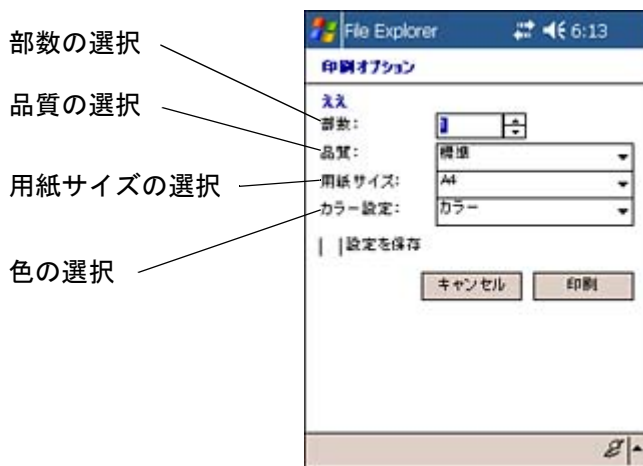 部数の選択
品質の選択
用紙サイズの選択
色の選択
File Explorer 6:13
印刷オプション
ええ
部数: 1
品質: 標準
用紙サイズ: A4
カラー設定: カラー
設定を保存
キャンセル 印刷